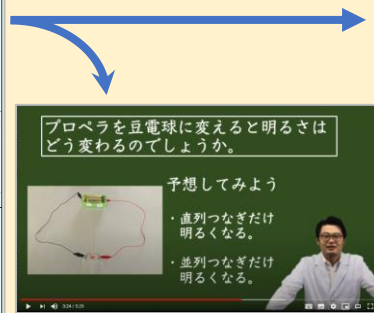 プロペラを豆電球に変えると明るさは
どう変わるのでしょうか。
予想してみよう
・直列つなぎだけ
明るくなる。
・並列つなぎだけ
明るくなる。